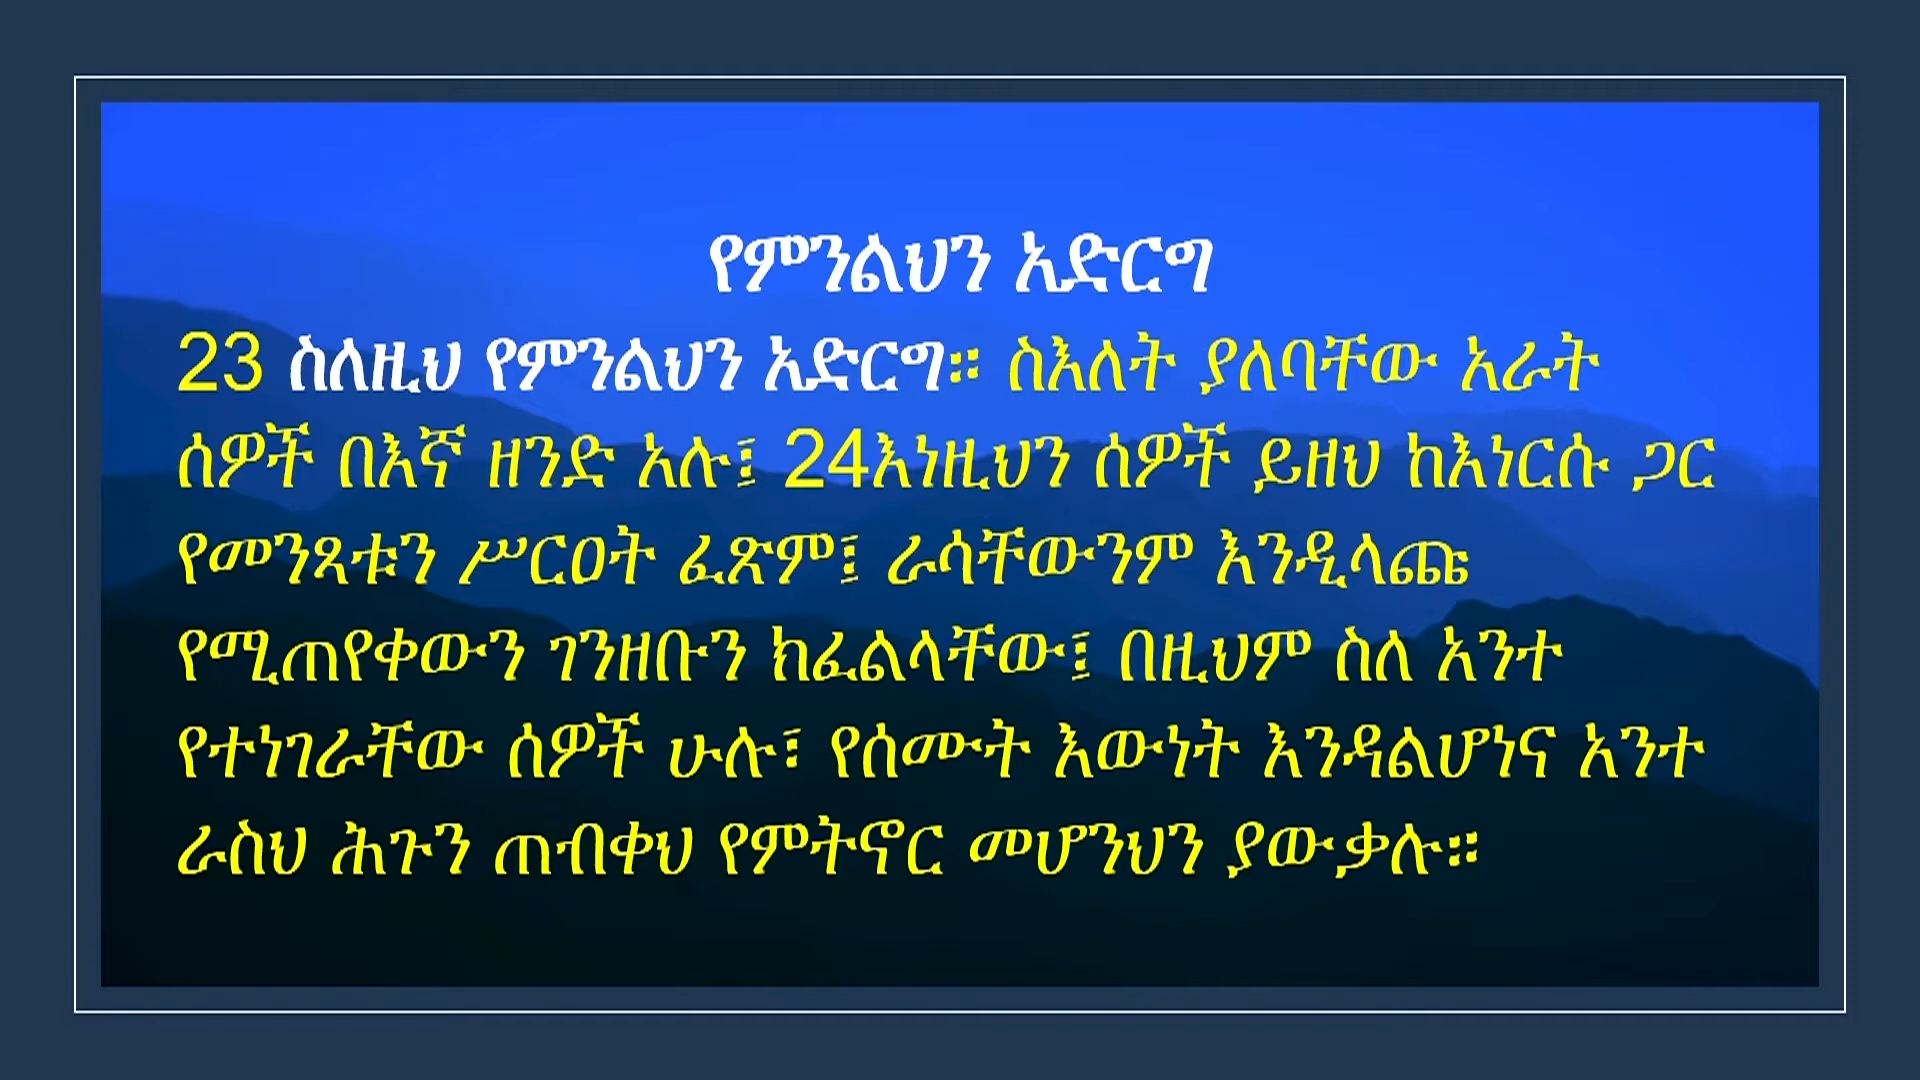 የምንልህን አድርግ
23 ስለዚህ የምንልህን አድርግ። ስእለት ያለባቸው አራት
ሰዎች በእኛ ዘንድ አሉ፤ 24እነዚህን ሰዎች ይዘህ ከእነርሱ ጋር
የመንጻቱን ሥርዐት ፈጽም፤ ራሳቸውንም እንዲላጩ
የሚጠየቀውን ገንዘቡን ክፈልላቸው፤ በዚህም ስለ አንተ
የተነገራቸው ሰዎች ሁሉ፣ የሰሙት እውነት እንዳልሆነና አንተ
ራስህ ሕጉን ጠብቀህ የምትኖር መሆንህን ያውቃሉ።